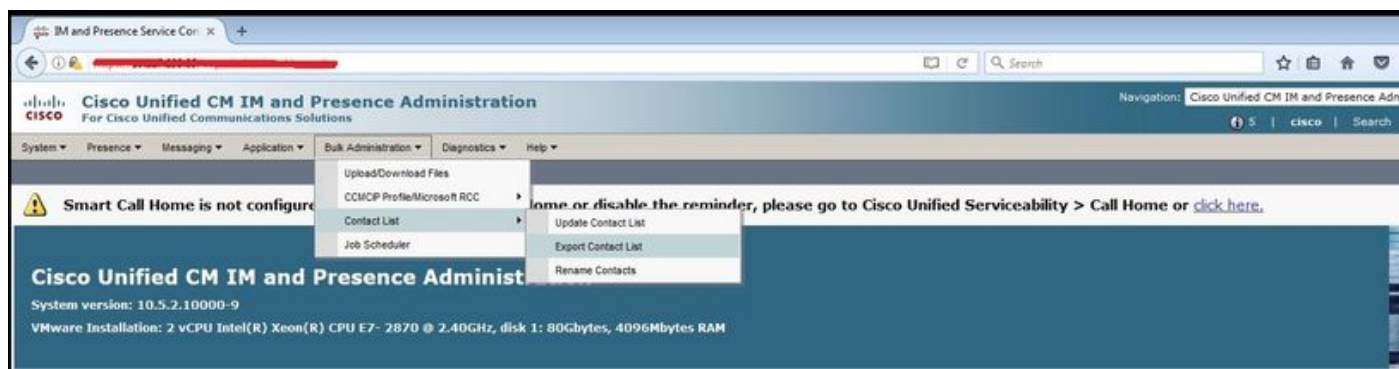 IM and Presence Service Con × +
Search
CISCO
Cisco Unified CM IM and Presence Administration
For Cisco Unified Communications Solutions
Navigation: Cisco Unified CM IM and Presence Adm
5 | cisco | Search
System Presence Messaging Application Bulk Administration Diagnostics Help
Upload/Download Files
CCMCIP Profile/Microsoft RCC
Contact List
Job Scheduler
Update Contact List
Export Contact List
Rename Contacts
Smart Call Home is not configure ome or disable the reminder, please go to Cisco Unified Serviceability > Call Home or click here.
Cisco Unified CM IM and Presence Administ
System version: 10.5.2.10000-9
VMware Installation: 2 vCPU Intel(R) Xeon(R) CPU E7- 2870 @ 2.40GHz, disk 1: 80Gbytes, 4096Mbytes RAM